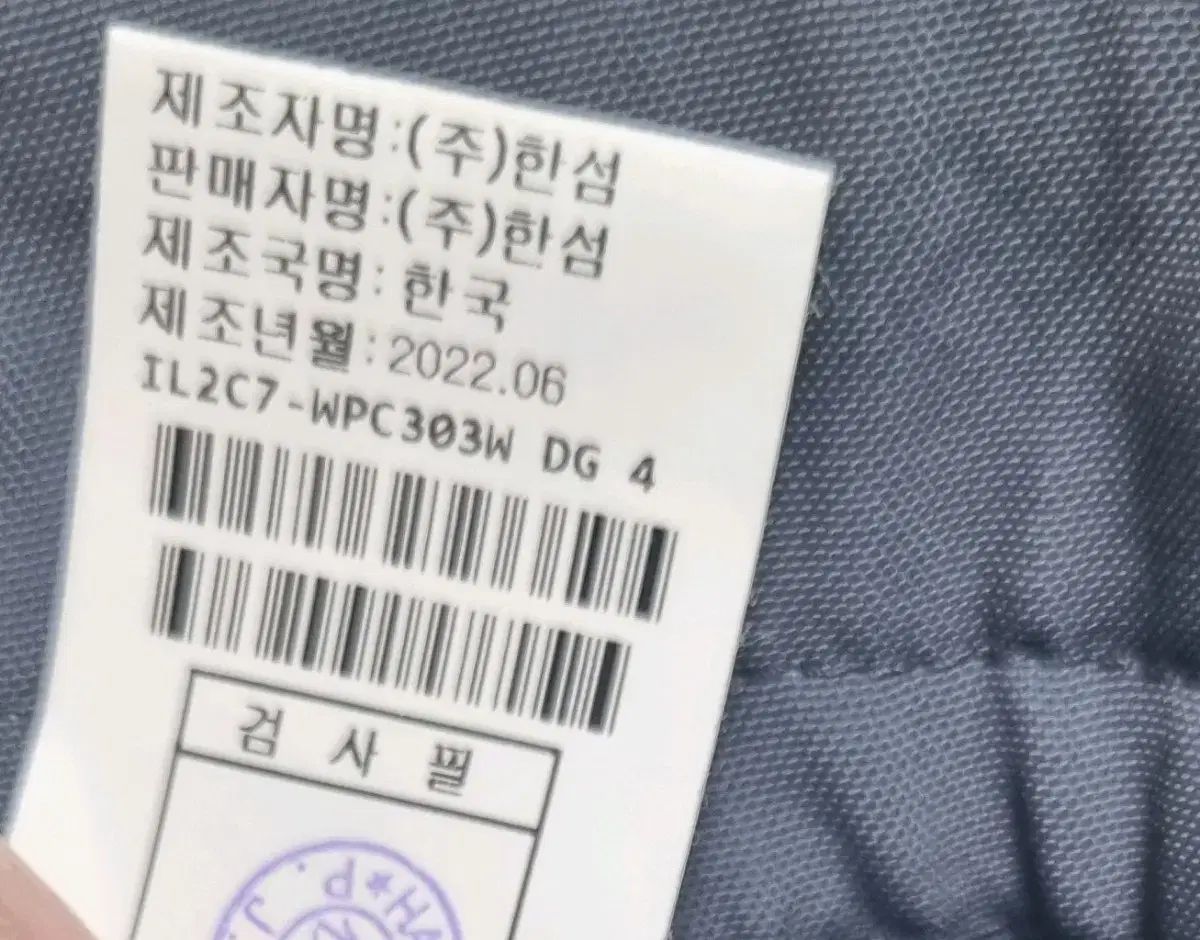 제조자명:(주)한섬
판매자명:(주)한섬
제조국명:한국
제조년월:2022.06
IL2C7-WPC303W DG 4
검 사 필